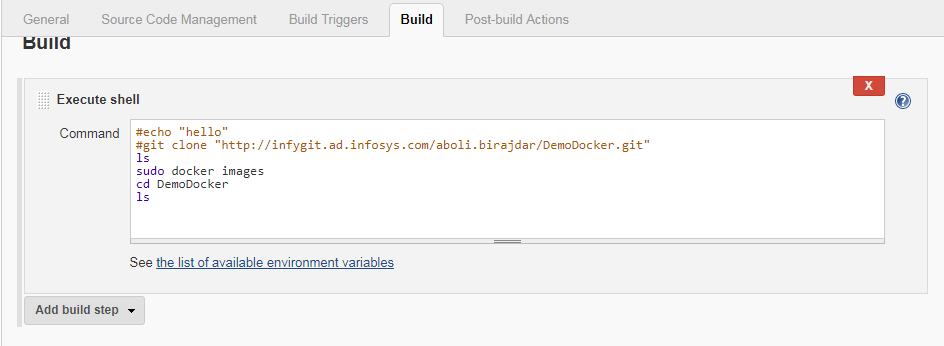 General Source Code Management Build Triggers Build Post-build Actions
Build
X
Execute shell
Command
#echo "hello"
#git clone "http://infygit.ad.infosys.com/aboli.birajdar/DemoDocker.git"
ls
sudo docker images
cd DemoDocker
ls
See the list of available environment variables
Add build step